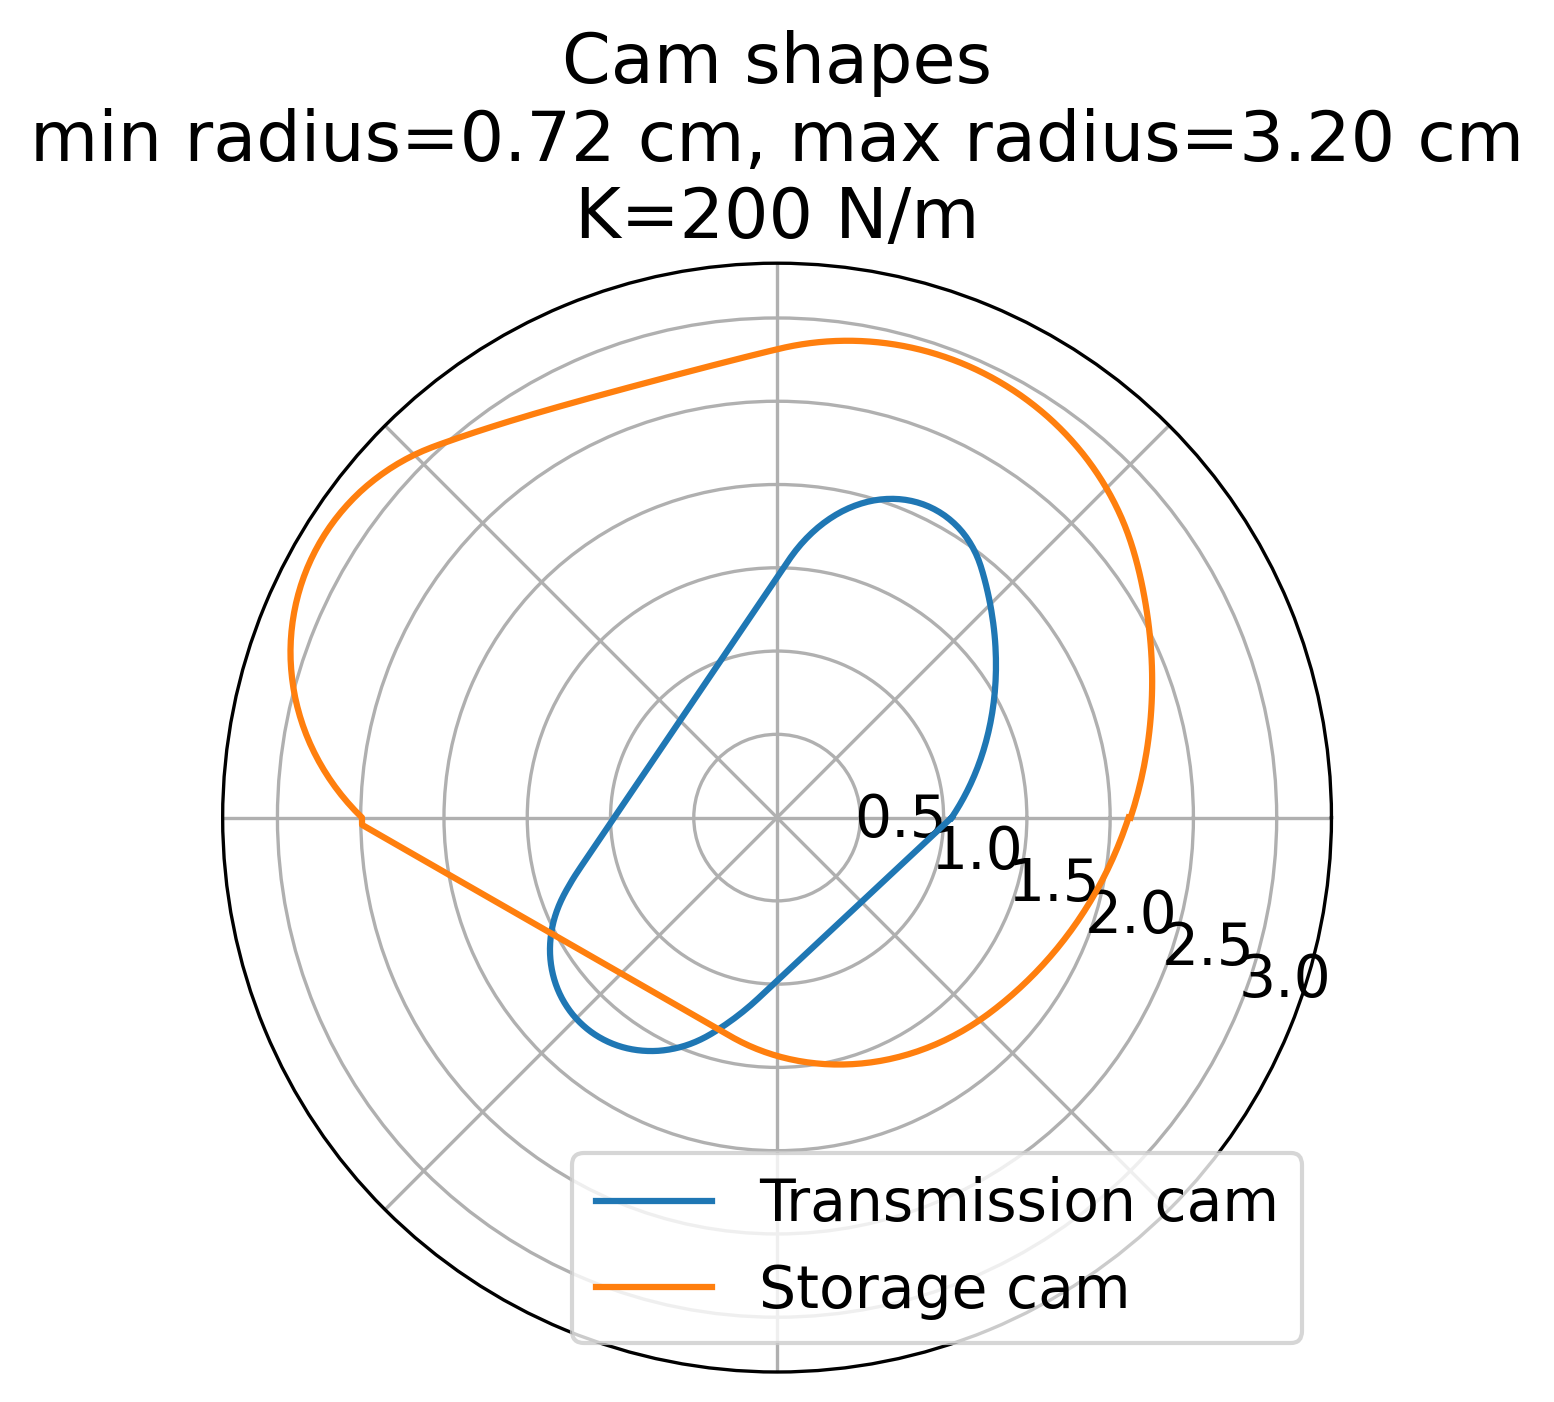 Cam shapes
min radius=0.72 cm, max radius=3.20 cm
K=200 N/m
0.5
1.0
1.5
2.0
2.5
3.0
Transmission cam
Storage cam